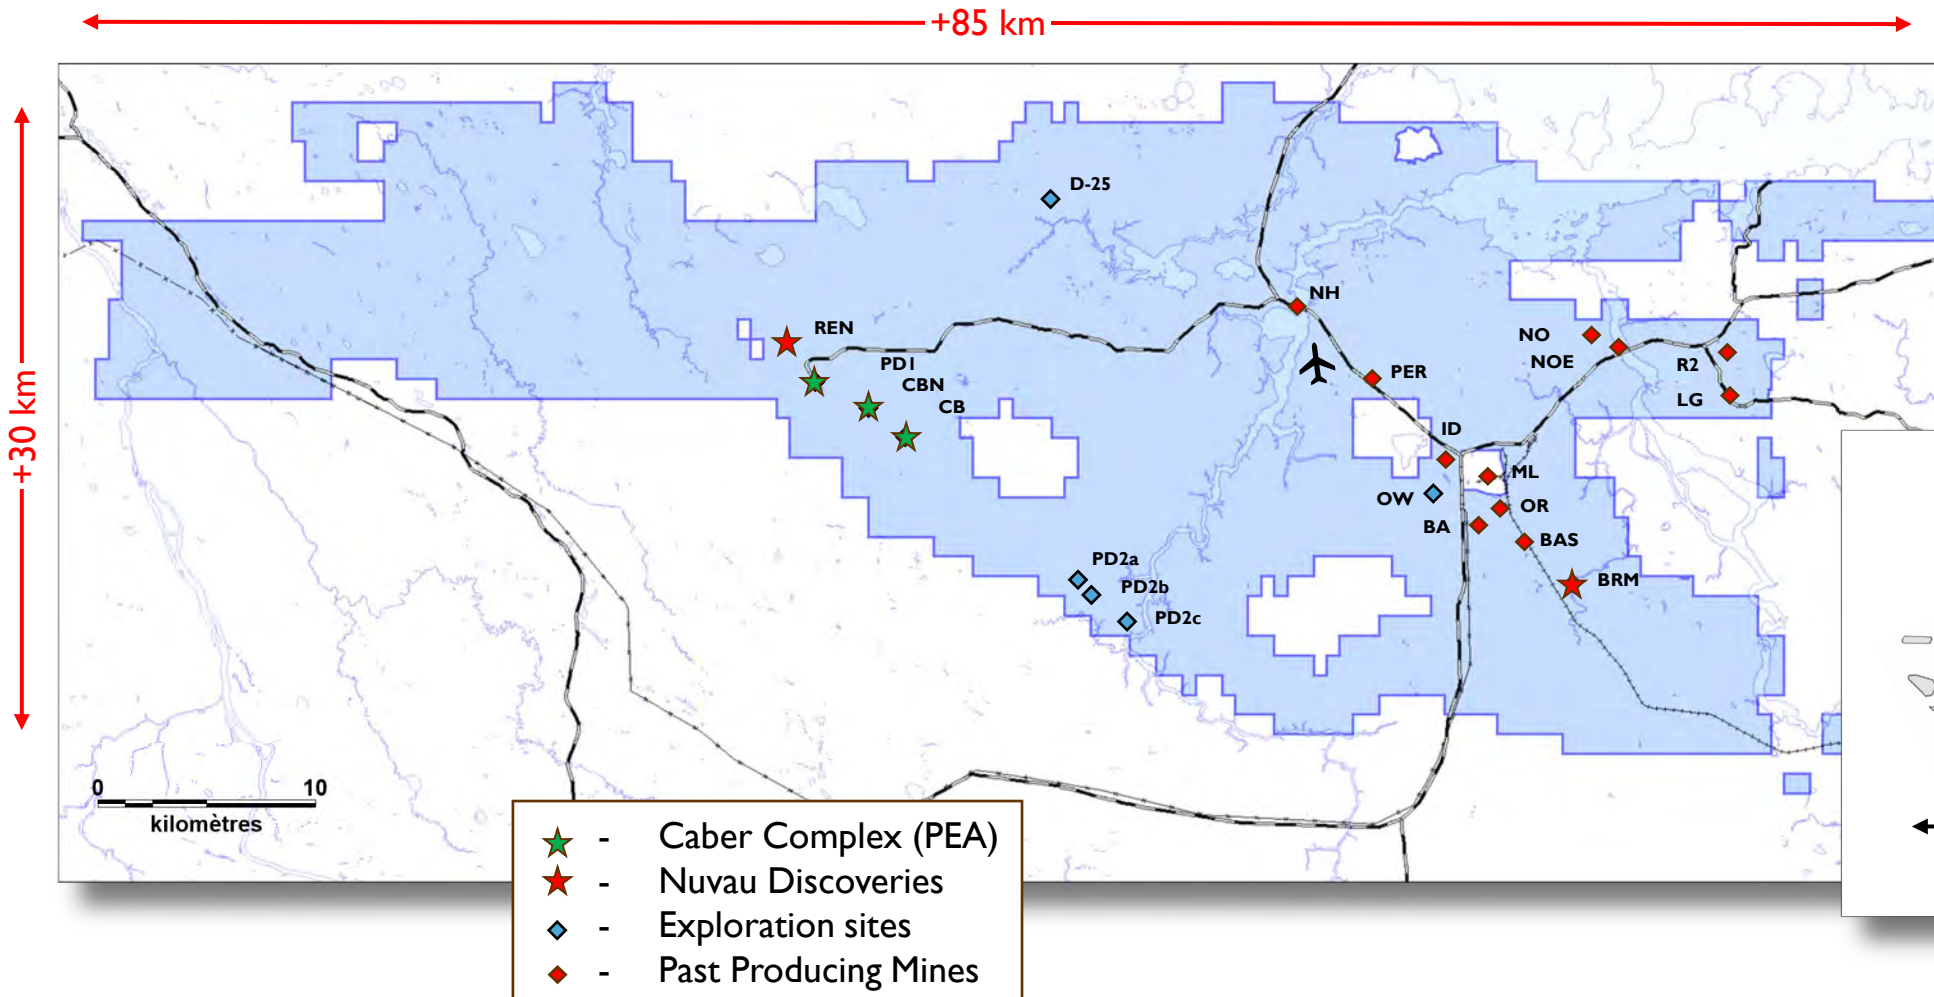 +85 km
+30 km
D-25
NH
REN
NO
NOE
PD1
R2
CBN
PER
CB
LG
ID
ML
OW
OR
BA
BAS
PD2a
BRM
PD2b
PD2c
0 10
kilomètres
- Caber Complex (PEA)
- Nuvau Discoveries
- Exploration sites
- Past Producing Mines